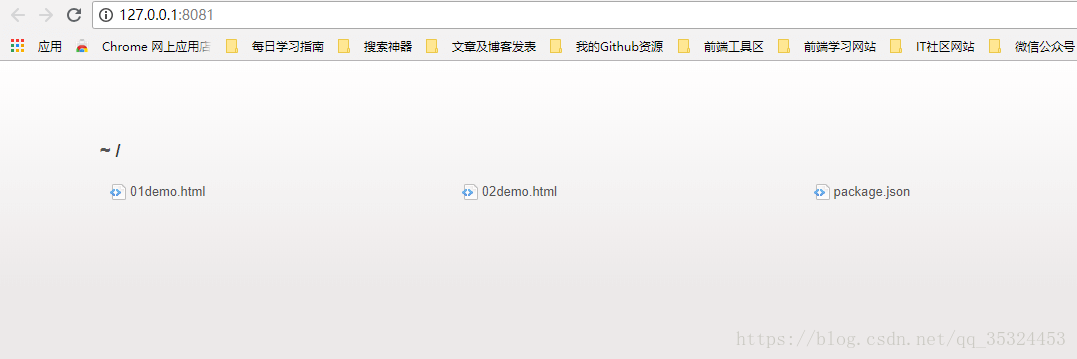 127.0.0.1:8081
应用 Chrome 网上应用店 每日学习指南 搜索神器 文章及博客发表 我的Github资源 前端工具区 前端学习网站 IT社区网站 微信公众号
~ /
01demo.html 02demo.html package.json
https://blog.csdn.net/qq_35324453